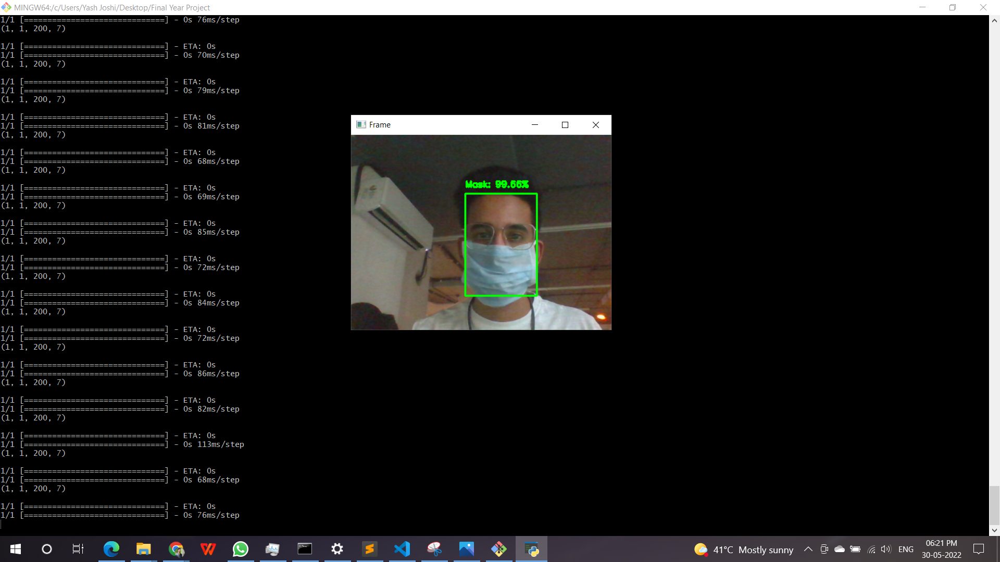 MINGW64:/c/Users/Yash Joshi/Desktop/Final Year Project
1/1 [==============================] - 0s 76ms/step
(1, 1, 200, 7)
1/1 [==============================] - ETA: 0s
1/1 [==============================] - 0s 70ms/step
(1, 1, 200, 7)
1/1 [==============================] - ETA: 0s
1/1 [==============================] - 0s 79ms/step
(1, 1, 200, 7)
1/1 [==============================] - ETA: 0s
1/1 [==============================] - 0s 81ms/step
(1, 1, 200, 7)
1/1 [==============================] - ETA: 0s
1/1 [==============================] - 0s 68ms/step
(1, 1, 200, 7)
1/1 [==============================] - ETA: 0s
1/1 [==============================] - 0s 69ms/step
(1, 1, 200, 7)
1/1 [==============================] - ETA: 0s
1/1 [==============================] - 0s 85ms/step
(1, 1, 200, 7)
1/1 [==============================] - ETA: 0s
1/1 [==============================] - 0s 72ms/step
(1, 1, 200, 7)
1/1 [==============================] - ETA: 0s
1/1 [==============================] - 0s 84ms/step
(1, 1, 200, 7)
1/1 [==============================] - ETA: 0s
1/1 [==============================] - 0s 72ms/step
(1, 1, 200, 7)
1/1 [==============================] - ETA: 0s
1/1 [==============================] - 0s 86ms/step
(1, 1, 200, 7)
1/1 [==============================] - ETA: 0s
1/1 [==============================] - 0s 82ms/step
(1, 1, 200, 7)
1/1 [==============================] - ETA: 0s
1/1 [==============================] - 0s 113ms/step
(1, 1, 200, 7)
1/1 [==============================] - ETA: 0s
1/1 [==============================] - 0s 68ms/step
(1, 1, 200, 7)
1/1 [==============================] - ETA: 0s
1/1 [==============================] - 0s 76ms/step
Frame
Mask: 99.66%
41°C Mostly sunny
ENG
06:21 PM
30-05-2022